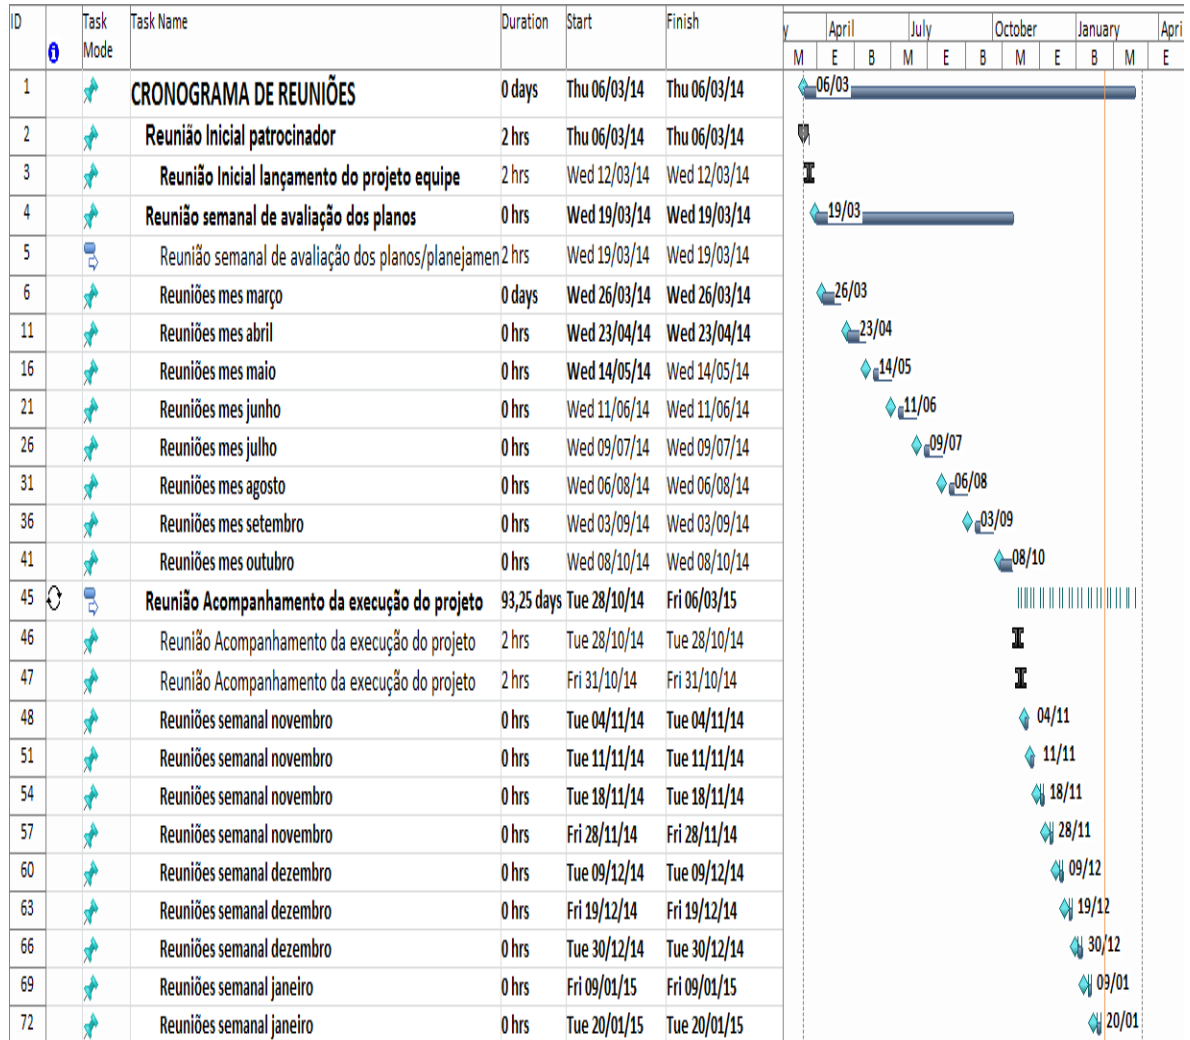 ID Task Mode Task Name Duration Start Finish
y April July October January Apri
M E B M E B M E B M E
1 CRONOGRAMA DE REUNIÕES 0 days Thu 06/03/14 Thu 06/03/14 06/03
2 Reunião Inicial patrocinador 2 hrs Thu 06/03/14 Thu 06/03/14
3 Reunião Inicial lançamento do projeto equipe 2 hrs Wed 12/03/14 Wed 12/03/14
4 Reunião semanal de avaliação dos planos 0 hrs Wed 19/03/14 Wed 19/03/14 19/03
5 Reunião semanal de avaliação dos planos/planejamen 2 hrs Wed 19/03/14 Wed 19/03/14
6 Reuniões mes março 0 days Wed 26/03/14 Wed 26/03/14 26/03
11 Reuniões mes abril 0 hrs Wed 23/04/14 Wed 23/04/14 23/04
16 Reuniões mes maio 0 hrs Wed 14/05/14 Wed 14/05/14 14/05
21 Reuniões mes junho 0 hrs Wed 11/06/14 Wed 11/06/14 11/06
26 Reuniões mes julho 0 hrs Wed 09/07/14 Wed 09/07/14 09/07
31 Reuniões mes agosto 0 hrs Wed 06/08/14 Wed 06/08/14 06/08
36 Reuniões mes setembro 0 hrs Wed 03/09/14 Wed 03/09/14 03/09
41 Reuniões mes outubro 0 hrs Wed 08/10/14 Wed 08/10/14 08/10
45 Reunião Acompanhamento da execução do projeto 93,25 days Tue 28/10/14 Fri 06/03/15
46 Reunião Acompanhamento da execução do projeto 2 hrs Tue 28/10/14 Tue 28/10/14
47 Reunião Acompanhamento da execução do projeto 2 hrs Fri 31/10/14 Fri 31/10/14
48 Reuniões semanal novembro 0 hrs Tue 04/11/14 Tue 04/11/14 04/11
51 Reuniões semanal novembro 0 hrs Tue 11/11/14 Tue 11/11/14 11/11
54 Reuniões semanal novembro 0 hrs Tue 18/11/14 Tue 18/11/14 18/11
57 Reuniões semanal novembro 0 hrs Fri 28/11/14 Fri 28/11/14 28/11
60 Reuniões semanal dezembro 0 hrs Tue 09/12/14 Tue 09/12/14 09/12
63 Reuniões semanal dezembro 0 hrs Fri 19/12/14 Fri 19/12/14 19/12
66 Reuniões semanal dezembro 0 hrs Tue 30/12/14 Tue 30/12/14 30/12
69 Reuniões semanal janeiro 0 hrs Fri 09/01/15 Fri 09/01/15 09/01
72 Reuniões semanal janeiro 0 hrs Tue 20/01/15 Tue 20/01/15 20/01